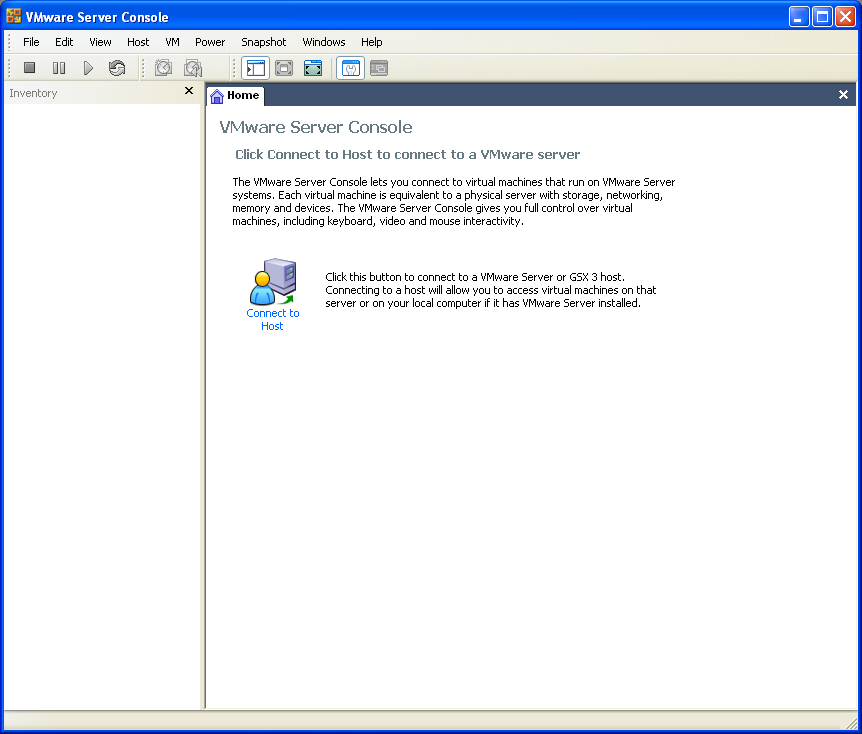 VMware Server Console
File Edit View Host VM Power Snapshot Windows Help
Inventory
Home
VMware Server Console
Click Connect to Host to connect to a VMware server
The VMware Server Console lets you connect to virtual machines that run on VMware Server
systems. Each virtual machine is equivalent to a physical server with storage, networking,
memory and devices. The VMware Server Console gives you full control over virtual
machines, including keyboard, video and mouse interactivity.
Connect to
Host
Click this button to connect to a VMware Server or GSX 3 host.
Connecting to a host will allow you to access virtual machines on that
server or on your local computer if it has VMware Server installed.